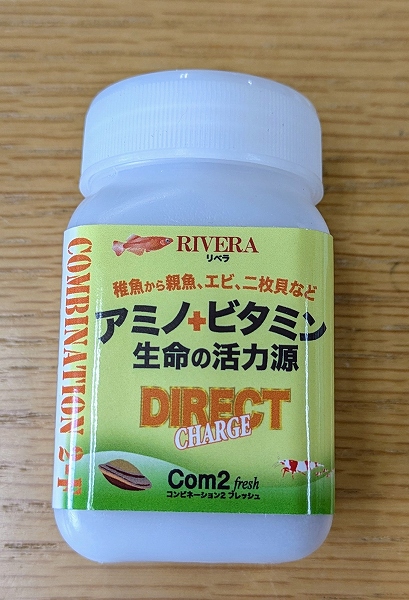 RIVERA
リベラ
稚魚から親魚、エビ、二枚貝など
アミノ+ビタミン
生命の活力源
DIRECT
CHARGE
Com2 fresh
コンビネーション2 フレッシュ
COMBINATION 2-F